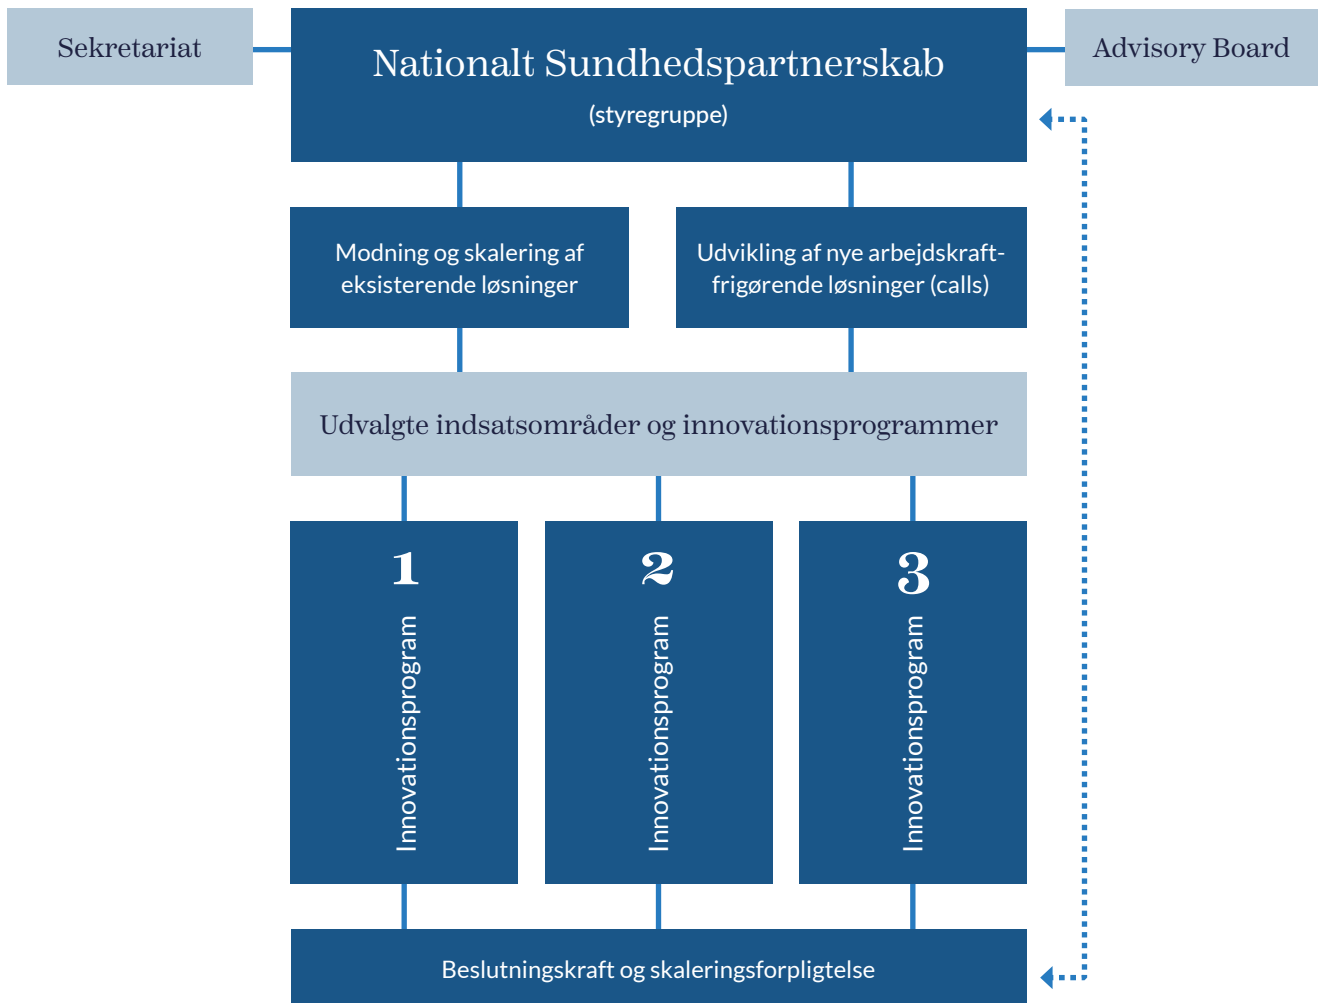 Sekretariat
Nationalt Sundhedspartnerskab
(styregruppe)
Advisory Board
Modning og skalering af
eksisterende løsninger
Udvikling af nye arbejdskraft-
frigørende løsninger (calls)
Udvalgte indsatsområder og innovationsprogrammer
1
Innovationsprogram
2
Innovationsprogram
3
Innovationsprogram
Beslutningskraft og skaleringsforpligtelse